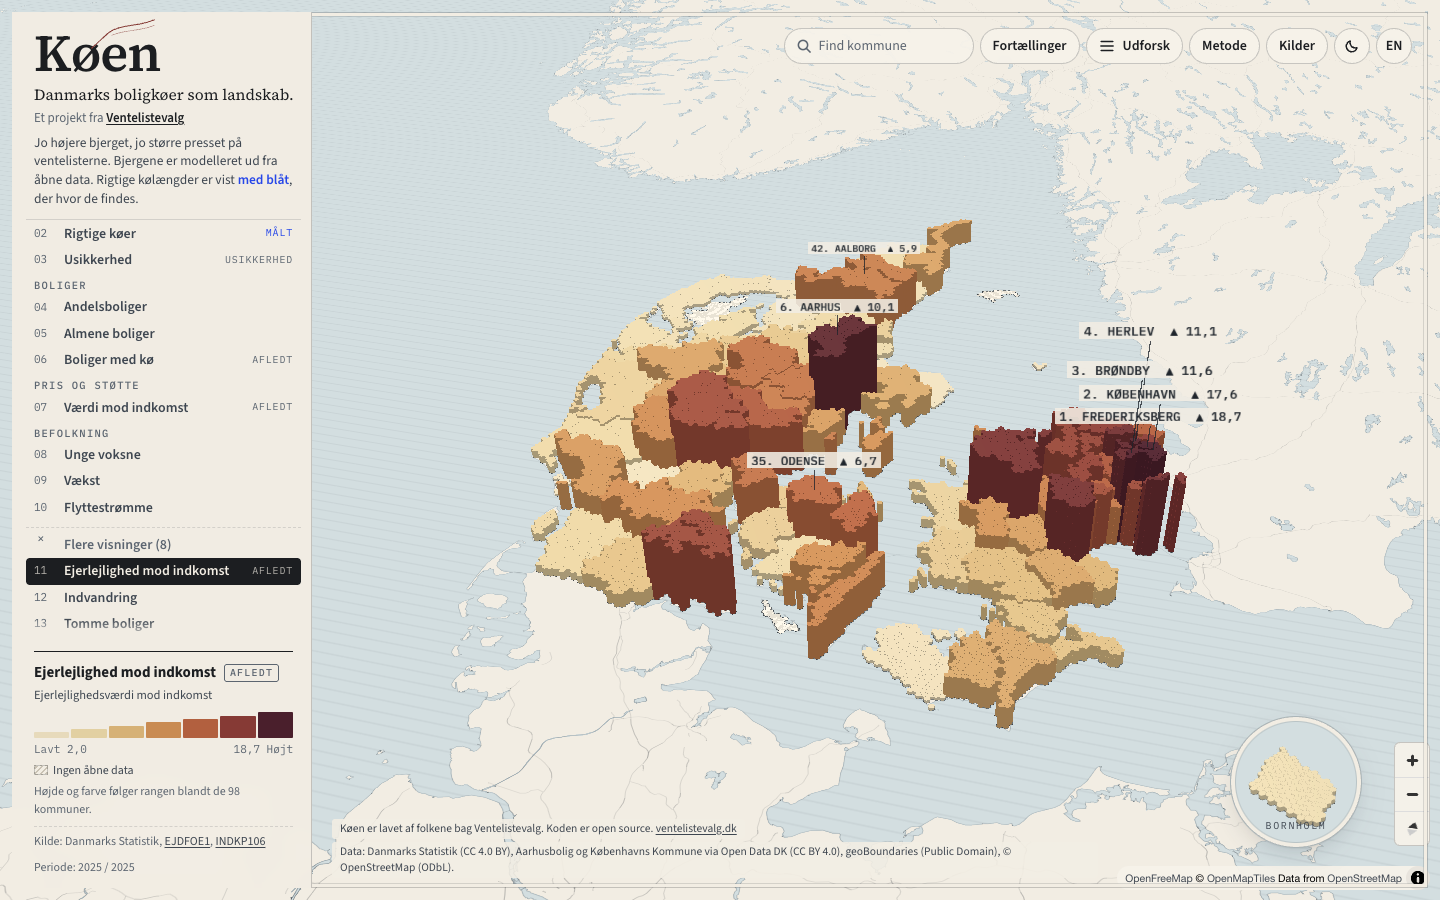 Køen
Danmarks boligkøer som landskab.
Et projekt fra Ventelistevalg
Jo højere bjerget, jo større presset på
ventelisterne. Bjergene er modelleret ud fra
åbne data. Rigtige kølængder er vist med blåt,
der hvor de findes.
02 Rigtige køer MÅLT
03 Usikkerhed USIKKERHED
BOLIGER
04 Andelsboliger
05 Almene boliger
06 Boliger med kø AFLEDT
PRIS OG STØTTE
07 Værdi mod indkomst AFLEDT
BEFOLKNING
08 Unge voksne
09 Vækst
10 Flyttestrømme
× Flere visninger (8)
11 Ejerlejlighed mod indkomst AFLEDT
12 Indvandring
13 Tomme boliger
Ejerlejlighed mod indkomst AFLEDT
Ejerlejlighedsværdi mod indkomst
Lavt 2,0 18,7 Højt
Ingen åbne data
Højde og farve følger rangen blandt de 98
kommuner.
Kilde: Danmarks Statistik, EJDFOE1, INDKP106
Periode: 2025 / 2025
Find kommune
Fortællinger
Udforsk
Metode
Kilder
EN
42. AALBORG ▲ 5,9
6. AARHUS ▲ 10,1
4. HERLEV ▲ 11,1
3. BRØNDBY ▲ 11,6
2. KØBENHAVN ▲ 17,6
1. FREDERIKSBERG ▲ 18,7
35. ODENSE ▲ 6,7
BORNHOLM
Køen er lavet af folkene bag Ventelistevalg. Koden er open source. ventelistevalg.dk
Data: Danmarks Statistik (CC 4.0 BY), Aarhusbolig og Københavns Kommune via Open Data DK (CC BY 4.0), geoBoundaries (Public Domain), ©
OpenStreetMap (ODbL).
OpenFreeMap © OpenMapTiles Data from OpenStreetMap